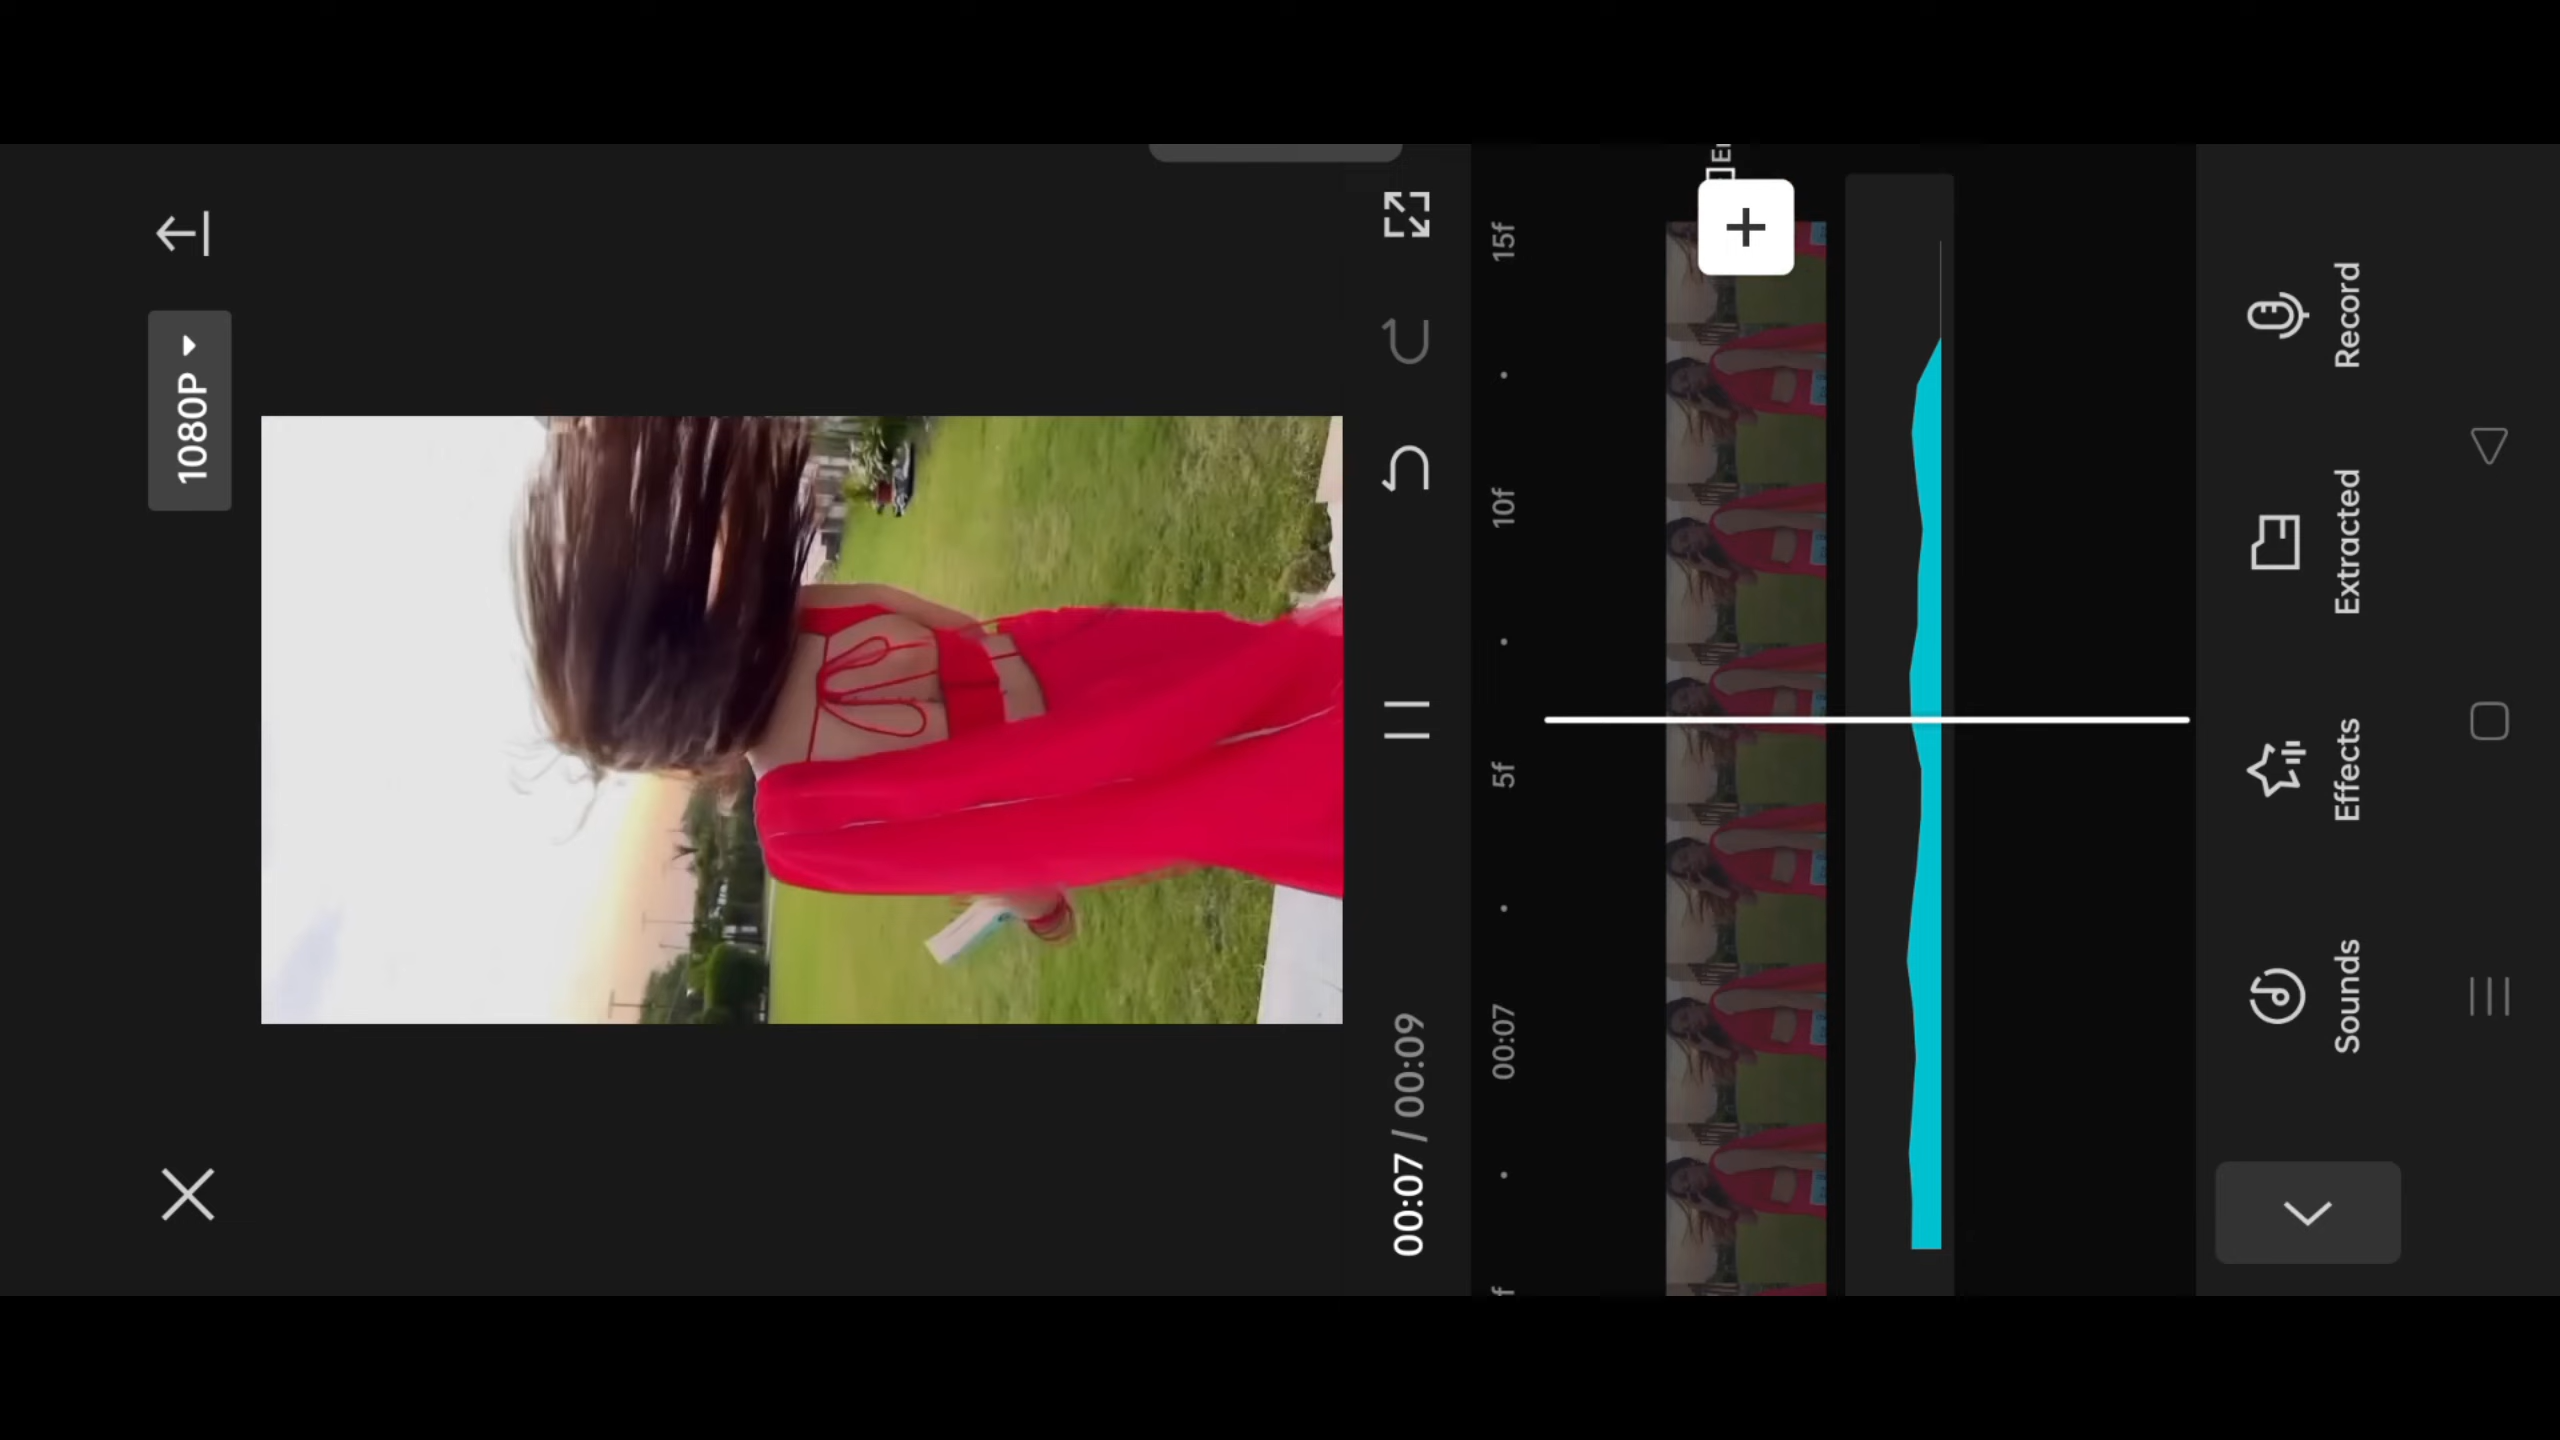 1080P
00:07 / 00:09
f
00:07
5f
10f
15f
Sounds
Effects
Extracted
Record